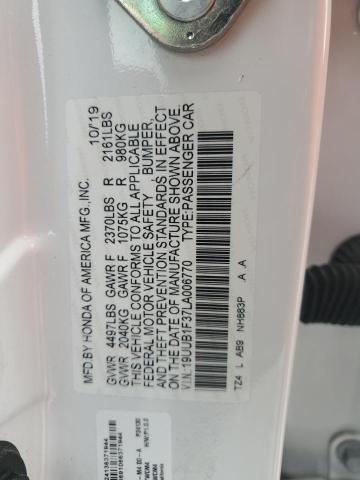 MFD.BY HONDA OF AMERICA MFG.,INC. 10/19
GVWR 4497LBS GAWR F 2370LBS R 2161LBS
GVWR 2040KG GAWR F 1075KG R 980KG
THIS VEHICLE CONFORMS TO ALL APPLICABLE
FEDERAL MOTOR VEHICLE SAFETY , BUMPER,
AND THEFT PREVENTION STANDARDS IN EFFECT
ON THE DATE OF MANUFACTURE SHOWN ABOVE.
V.I.N.:19UUB1F37LA006770 TYPE:PASSENGER CAR
TZ4 L AB9 NH883P A A